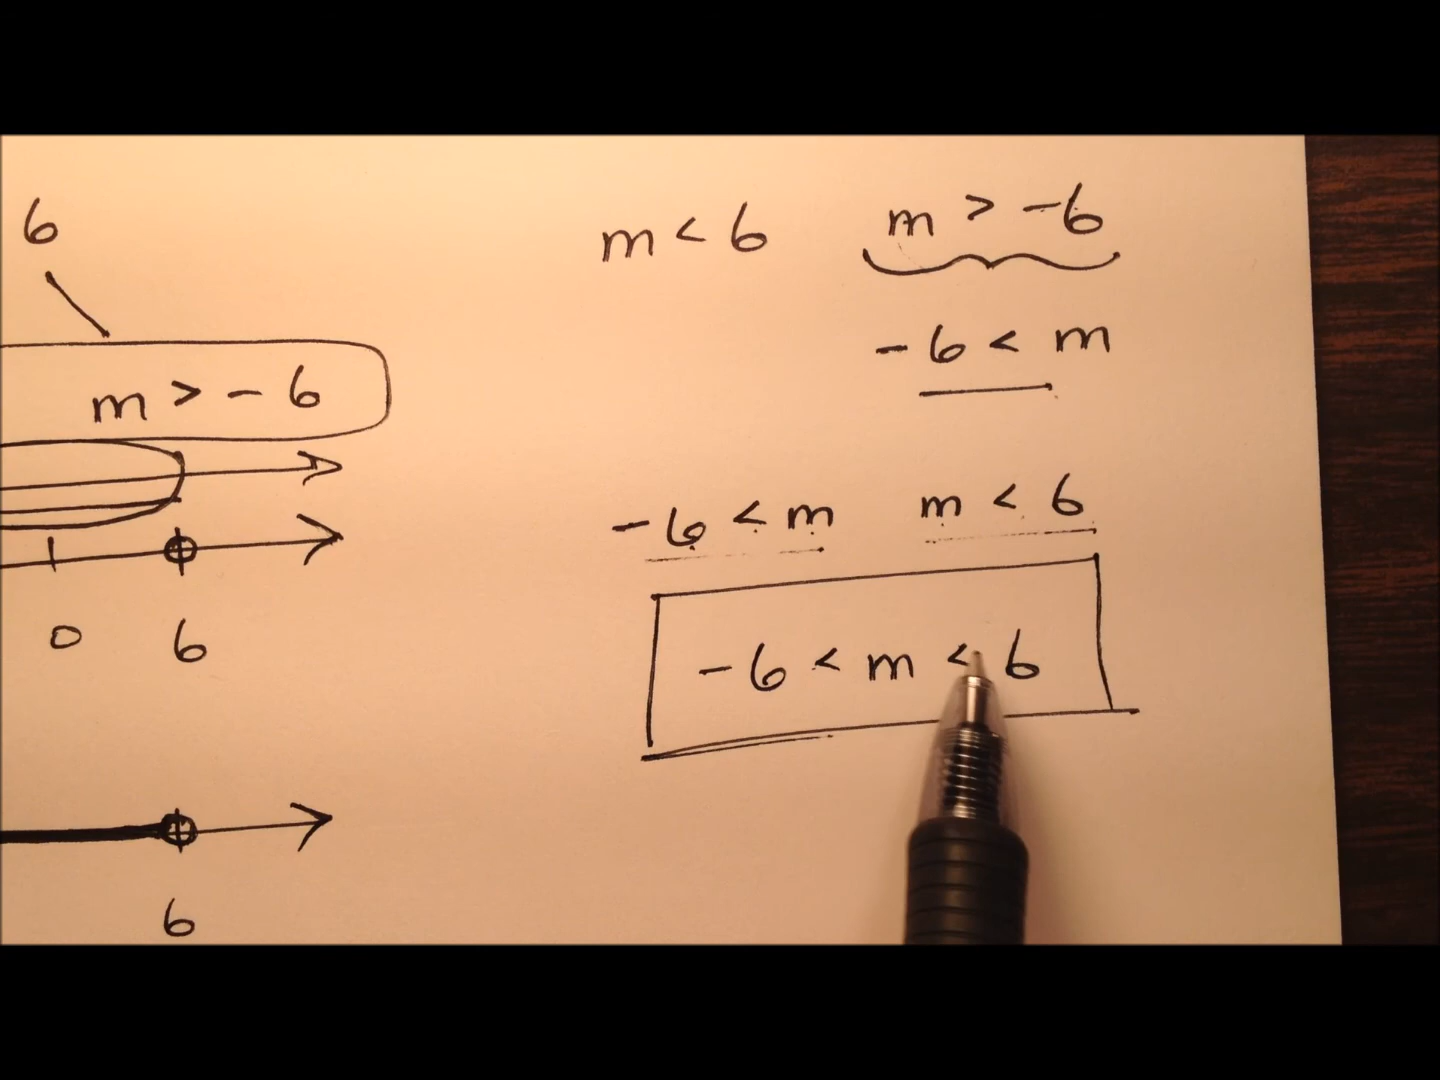 6
m < 6 m > -6
-6 < m
m > -6
-6 < m m < 6
0 6
-6 < m < 6
6